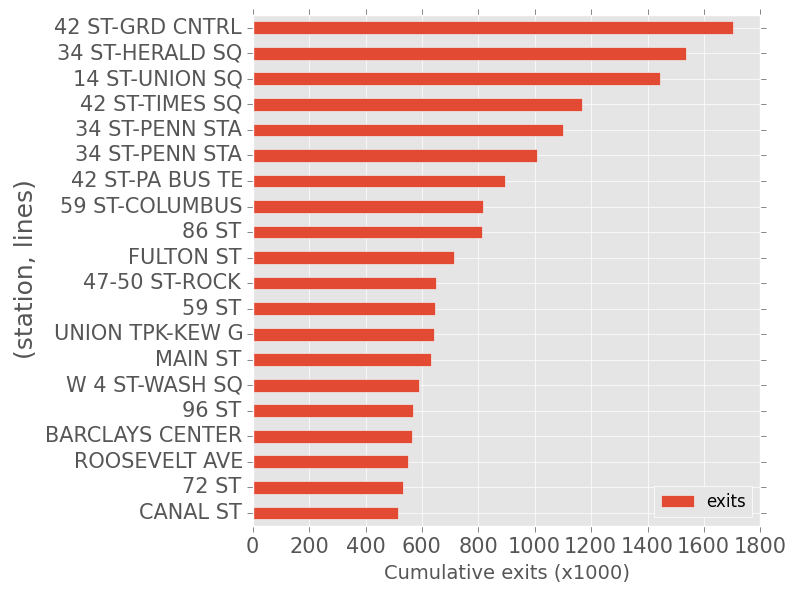 42 ST-GRD CNTRL
34 ST-HERALD SQ
14 ST-UNION SQ
42 ST-TIMES SQ
34 ST-PENN STA
34 ST-PENN STA
42 ST-PA BUS TE
59 ST-COLUMBUS
86 ST
FULTON ST
47-50 ST-ROCK
59 ST
UNION TPK-KEW G
MAIN ST
W 4 ST-WASH SQ
96 ST
BARCLAYS CENTER
ROOSEVELT AVE
72 ST
CANAL ST
(station, lines)
exits
0 200 400 600 800 1000 1200 1400 1600 1800
Cumulative exits (x1000)